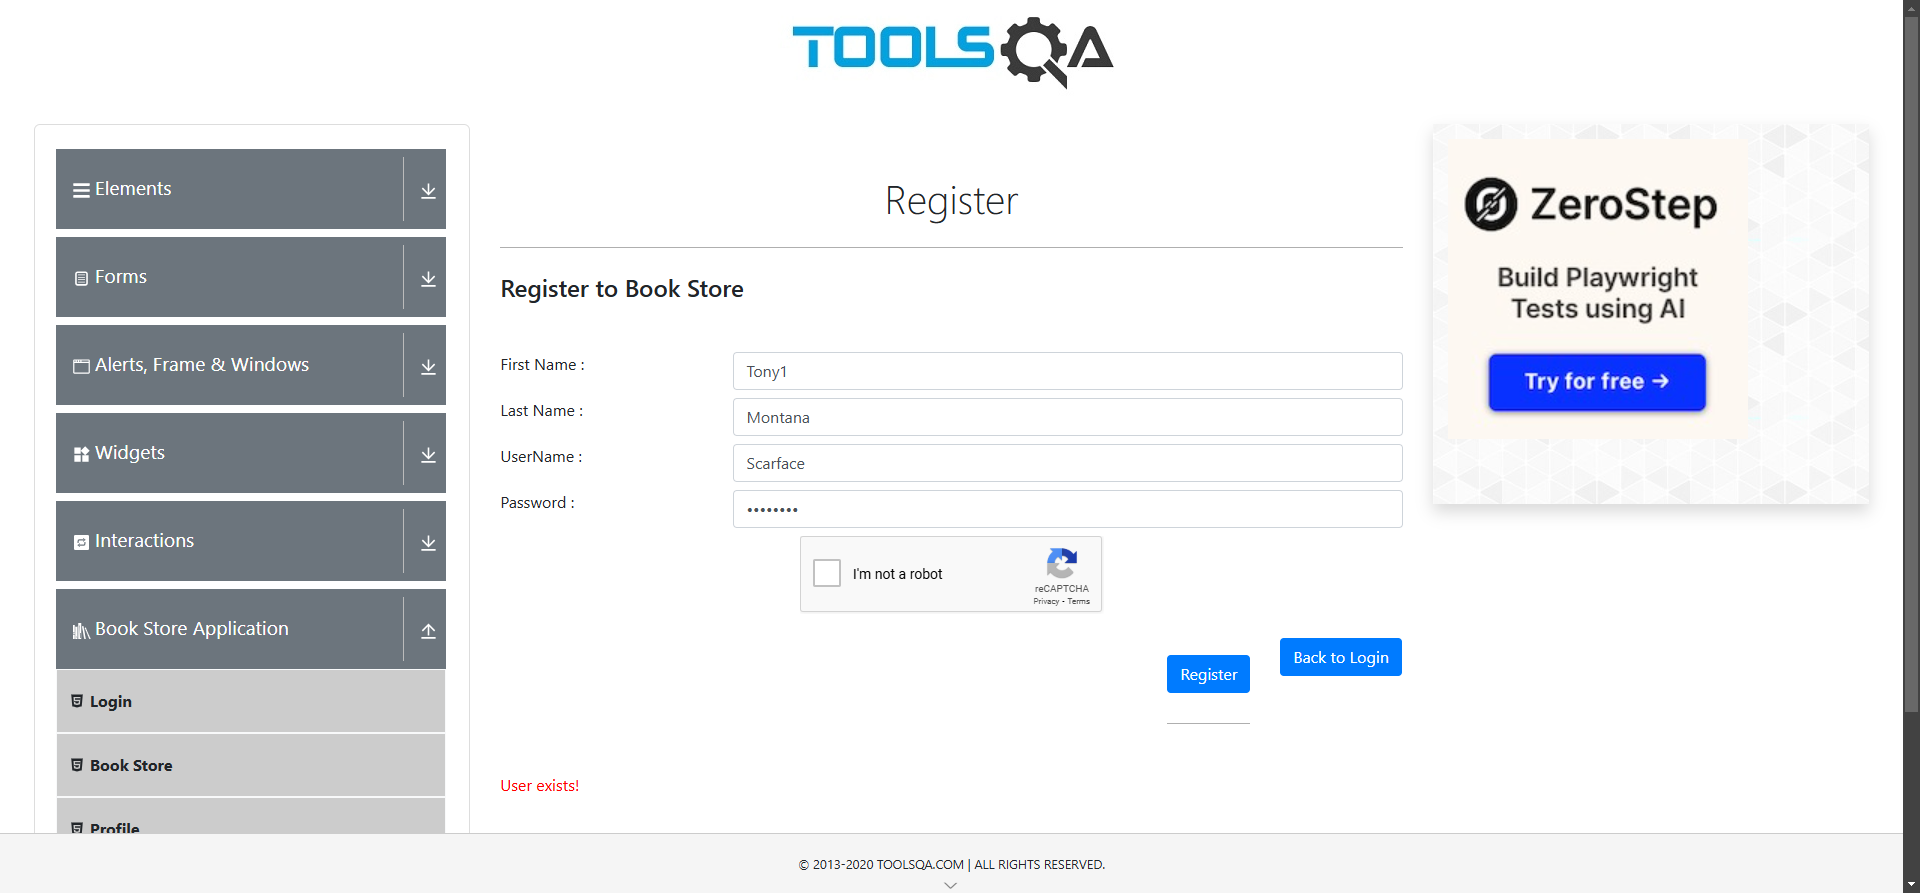 TOOLSQA
Elements
Forms
Alerts, Frame & Windows
Widgets
Interactions
Book Store Application
Login
Book Store
Profile
Register
Register to Book Store
First Name :
Tony1
Last Name :
Montana
UserName :
Scarface
Password :
••••••••
I'm not a robot
reCAPTCHA
Privacy - Terms
Register
Back to Login
User exists!
ZeroStep
Build Playwright
Tests using AI
Try for free →
© 2013-2020 TOOLSQA.COM | ALL RIGHTS RESERVED.